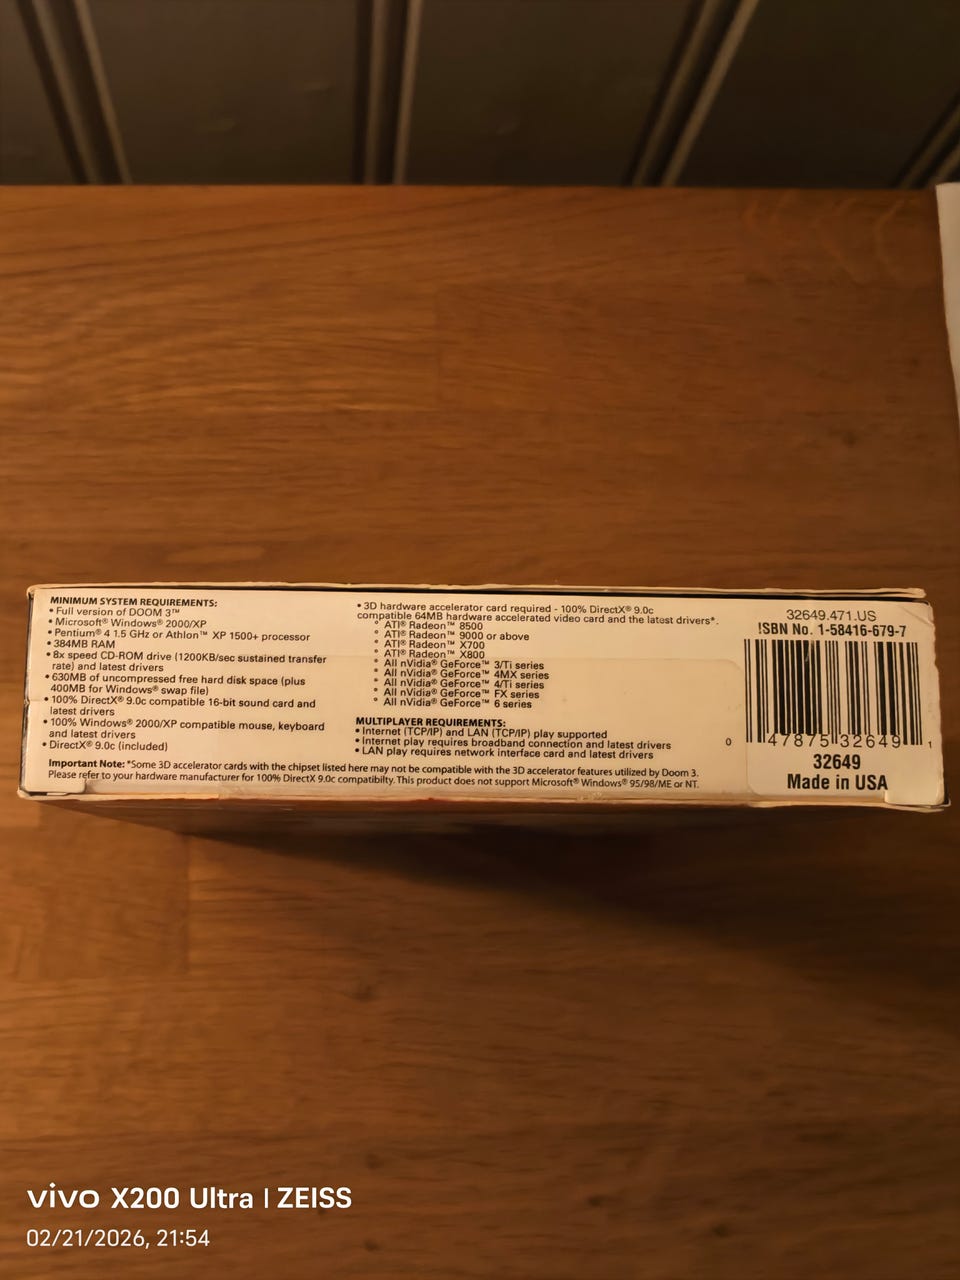 MINIMUM SYSTEM REQUIREMENTS:
• Full version of DOOM 3™
• Microsoft® Windows® 2000/XP
• Pentium® 4 1.5 GHz or Athlon™ XP 1500+ processor
• 384MB RAM
• 8x speed CD-ROM drive (1200KB/sec sustained transfer
rate) and latest drivers
• 630MB of uncompressed free hard disk space (plus
400MB for Windows® swap file)
• 100% DirectX® 9.0c compatible 16-bit sound card and
latest drivers
• 100% Windows® 2000/XP compatible mouse, keyboard
and latest drivers
• DirectX® 9.0c (included)
• 3D hardware accelerator card required - 100% DirectX® 9.0c
compatible 64MB hardware accelerated video card and the latest drivers*.
° ATI® Radeon™ 8500
° ATI® Radeon™ 9000 or above
° ATI® Radeon™ X700
° ATI® Radeon™ X800
° All nVidia® GeForce™ 3/Ti series
° All nVidia® GeForce™ 4MX series
° All nVidia® GeForce™ 4/Ti series
° All nVidia® GeForce™ FX series
° All nVidia® GeForce™ 6 series
MULTIPLAYER REQUIREMENTS:
• Internet (TCP/IP) and LAN (TCP/IP) play supported
• Internet play requires broadband connection and latest drivers
• LAN play requires network interface card and latest drivers
Important Note: *Some 3D accelerator cards with the chipset listed here may not be compatible with the 3D accelerator features utilized by Doom 3.
Please refer to your hardware manufacturer for 100% DirectX 9.0c compatibilty. This product does not support Microsoft® Windows® 95/98/ME or NT.
32649.471.US
ISBN No. 1-58416-679-7
0 47875 32649 1
32649
Made in USA
vivo X200 Ultra | ZEISS
02/21/2026, 21:54